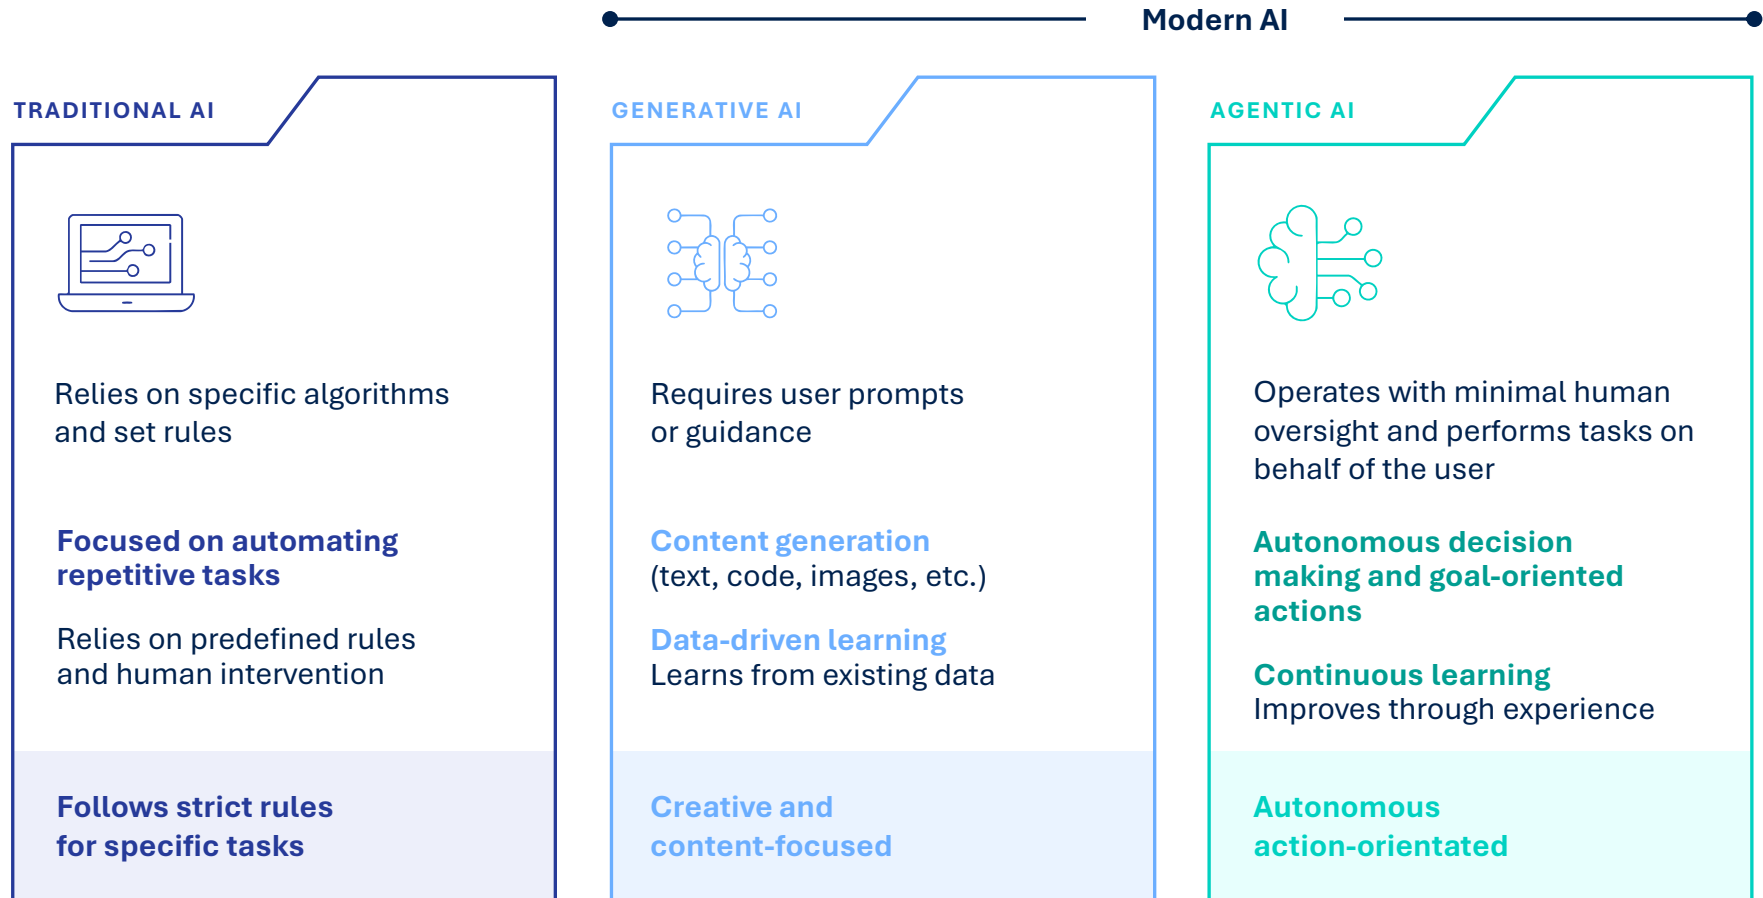 Modern AI
TRADITIONAL AI
Relies on specific algorithms
and set rules
Focused on automating
repetitive tasks
Relies on predefined rules
and human intervention
Follows strict rules
for specific tasks
GENERATIVE AI
Requires user prompts
or guidance
Content generation
(text, code, images, etc.)
Data-driven learning
Learns from existing data
Creative and
content-focused
AGENTIC AI
Operates with minimal human
oversight and performs tasks on
behalf of the user
Autonomous decision
making and goal-oriented
actions
Continuous learning
Improves through experience
Autonomous
action-orientated